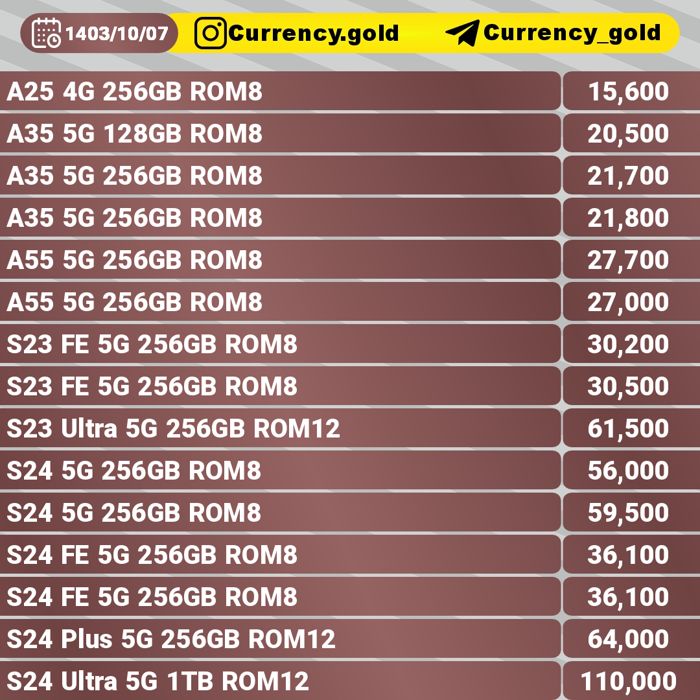 1403/10/07 Currency.gold Currency_gold
A25 4G 256GB ROM8 15,600
A35 5G 128GB ROM8 20,500
A35 5G 256GB ROM8 21,700
A35 5G 256GB ROM8 21,800
A55 5G 256GB ROM8 27,700
A55 5G 256GB ROM8 27,000
S23 FE 5G 256GB ROM8 30,200
S23 FE 5G 256GB ROM8 30,500
S23 Ultra 5G 256GB ROM12 61,500
S24 5G 256GB ROM8 56,000
S24 5G 256GB ROM8 59,500
S24 FE 5G 256GB ROM8 36,100
S24 FE 5G 256GB ROM8 36,100
S24 Plus 5G 256GB ROM12 64,000
S24 Ultra 5G 1TB ROM12 110,000